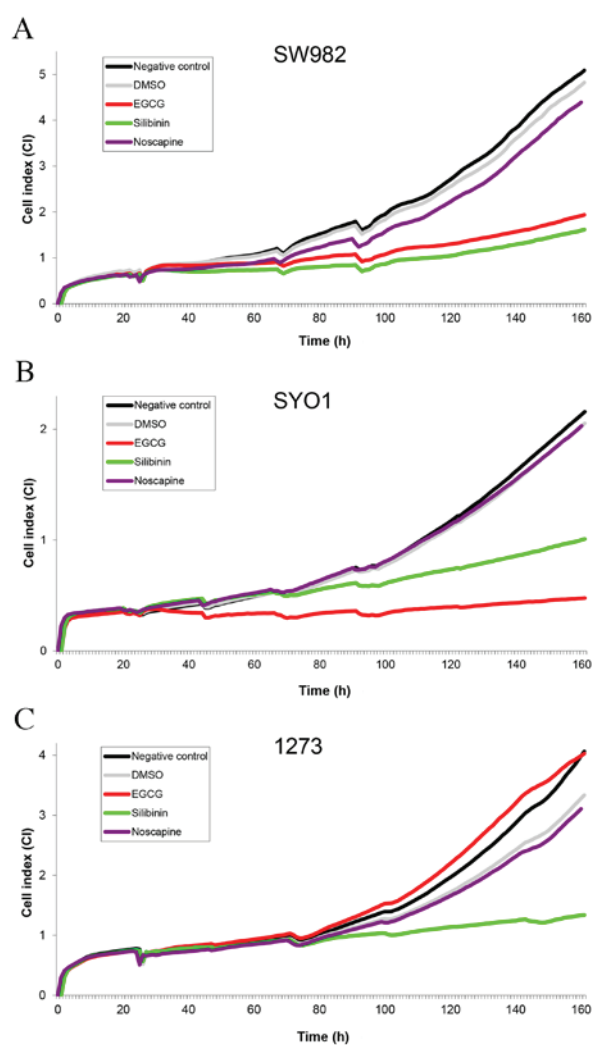 A
SW982
Negative control
DMSO
EGCG
Silibinin
Noscapine
Cell index (CI)
5
4
3
2
1
0
0 20 40 60 80 100 120 140 160
Time (h)
B
SYO1
Negative control
DMSO
EGCG
Silibinin
Noscapine
Cell index (CI)
2
1
0
0 20 40 60 80 100 120 140 160
Time (h)
C
1273
Negative control
DMSO
EGCG
Silibinin
Noscapine
Cell index (CI)
4
3
2
1
0
0 20 40 60 80 100 120 140 160
Time (h)